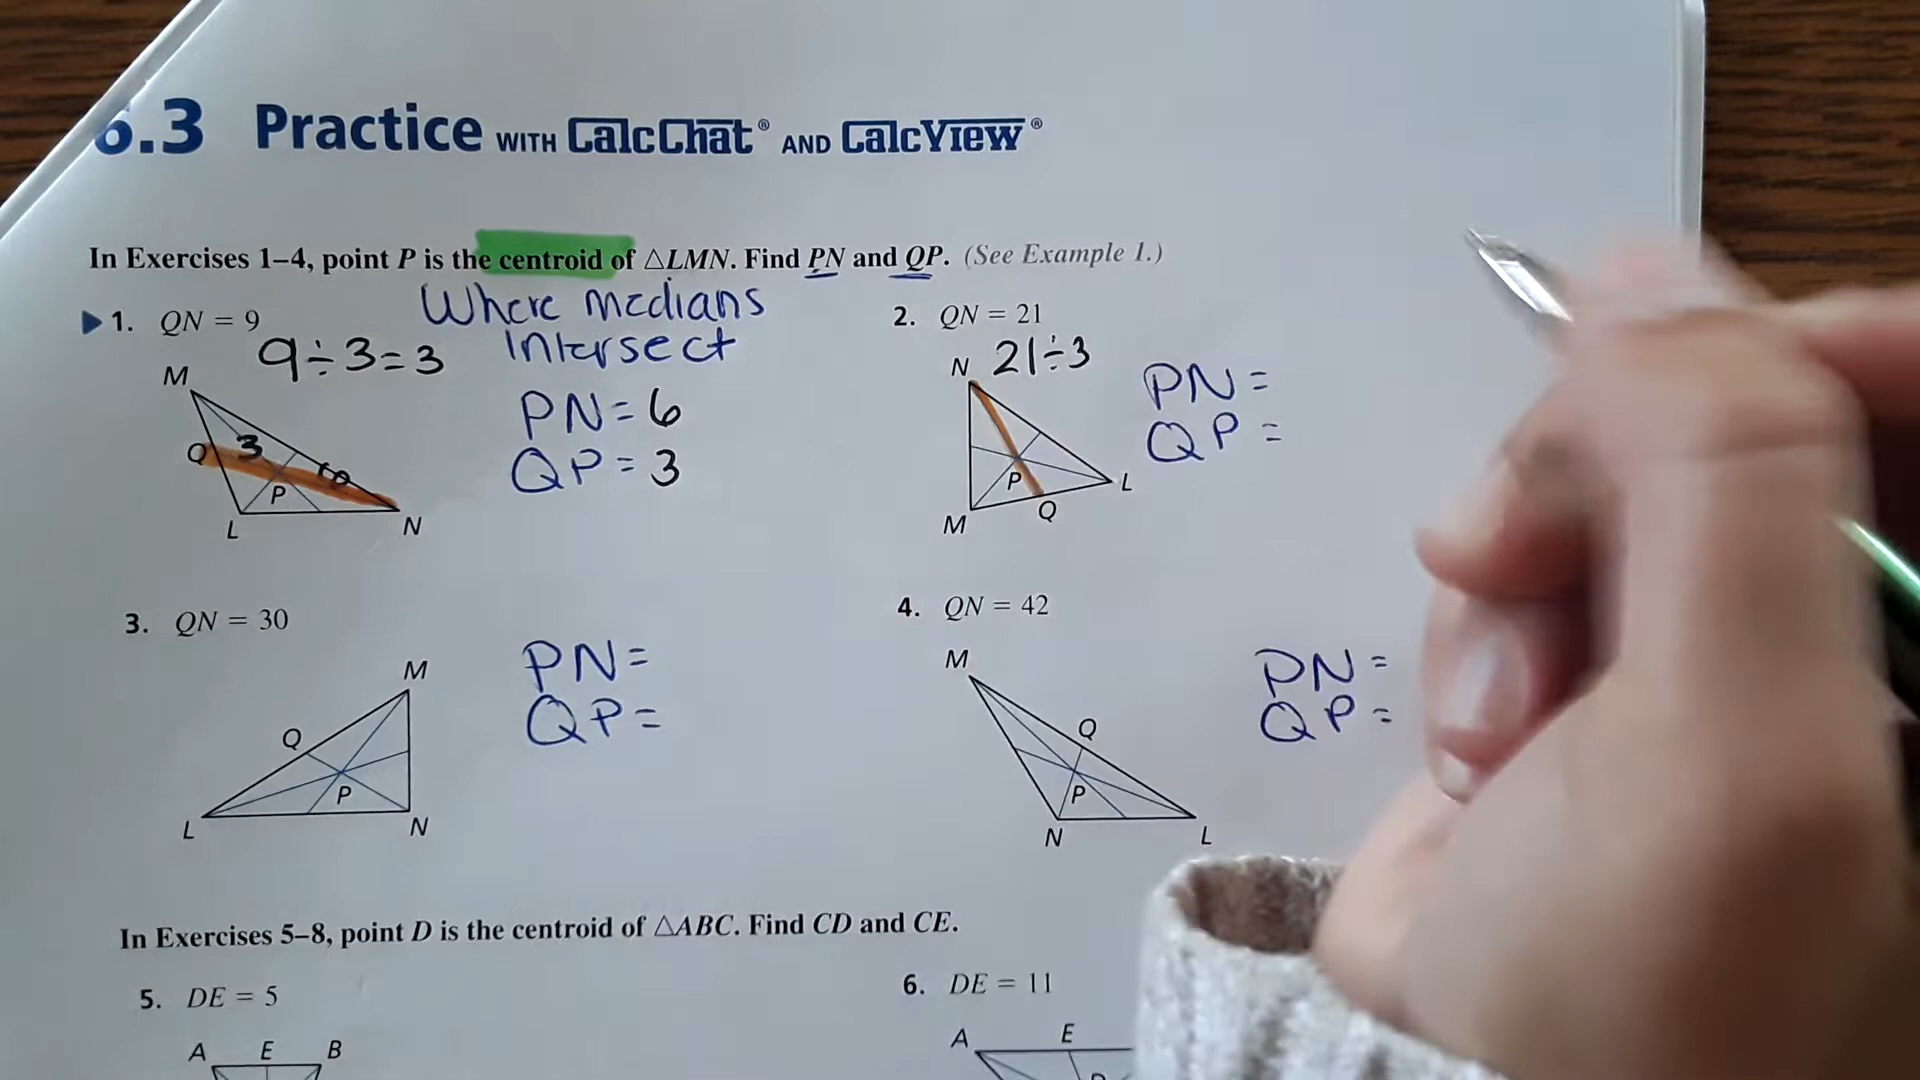 6.3 Practice WITH CalcChat® AND CalcView®
In Exercises 1–4, point P is the centroid of △LMN. Find PN and QP. (See Example 1.)
Where medians
intersect
1. QN = 9
9÷3=3
M
Q
3
6
P
L
N
PN=6
QP=3
2. QN = 21
N
21÷3
P
L
M
Q
PN=
QP=
3. QN = 30
M
Q
P
L
N
PN=
QP=
4. QN = 42
M
Q
P
N
L
PN=
QP=
In Exercises 5–8, point D is the centroid of △ABC. Find CD and CE.
5. DE = 5
A E B
6. DE = 11
A E